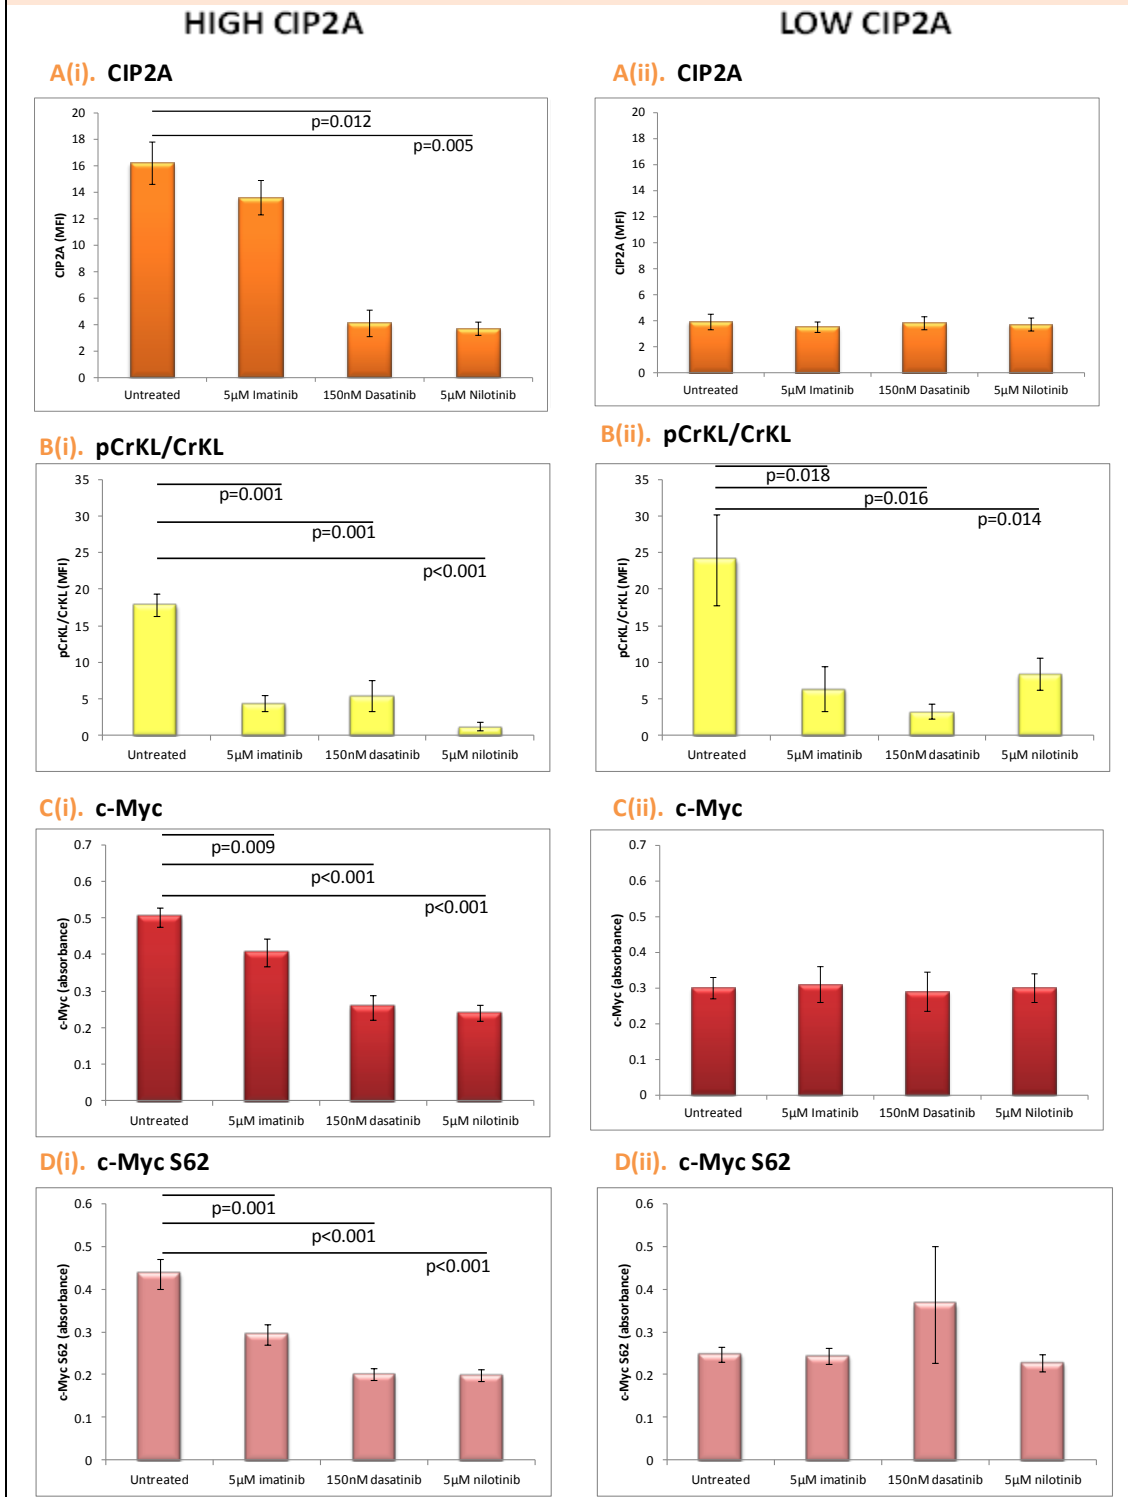 HIGH CIP2A
LOW CIP2A
A(i). CIP2A
20
18
16
14
12
10
8
6
4
2
0
CIP2A (MFI)
p=0.012
p=0.005
Untreated
5µM Imatinib
150nM Dasatinib
5µM Nilotinib
A(ii). CIP2A
20
18
16
14
12
10
8
6
4
2
0
CIP2A (MFI)
Untreated
5µM Imatinib
150nM Dasatinib
5µM Nilotinib
B(i). pCrKL/CrKL
35
30
25
20
15
10
5
0
pCrKL/CrKL (MFI)
p=0.001
p=0.001
p<0.001
Untreated
5µM imatinib
150nM dasatinib
5µM nilotinib
B(ii). pCrKL/CrKL
35
30
25
20
15
10
5
0
pCrKL/CrKL (MFI)
p=0.018
p=0.016
p=0.014
Untreated
5µM imatinib
150nM dasatinib
5µM nilotinib
C(i). c-Myc
0.7
0.6
0.5
0.4
0.3
0.2
0.1
0
c-Myc (absorbance)
p=0.009
p<0.001
p<0.001
Untreated
5µM imatinib
150nM dasatinib
5µM nilotinib
C(ii). c-Myc
0.7
0.6
0.5
0.4
0.3
0.2
0.1
0
c-Myc (absorbance)
Untreated
5µM Imatinib
150nM Dasatinib
5µM Nilotinib
D(i). c-Myc S62
0.6
0.5
0.4
0.3
0.2
0.1
0
c-Myc S62 (absorbance)
p=0.001
p<0.001
p<0.001
Untreated
5µM imatinib
150nM dasatinib
5µM nilotinib
D(ii). c-Myc S62
0.6
0.5
0.4
0.3
0.2
0.1
0
c-Myc S62 (absorbance)
Untreated
5µM imatinib
150nM dasatinib
5µM nilotinib